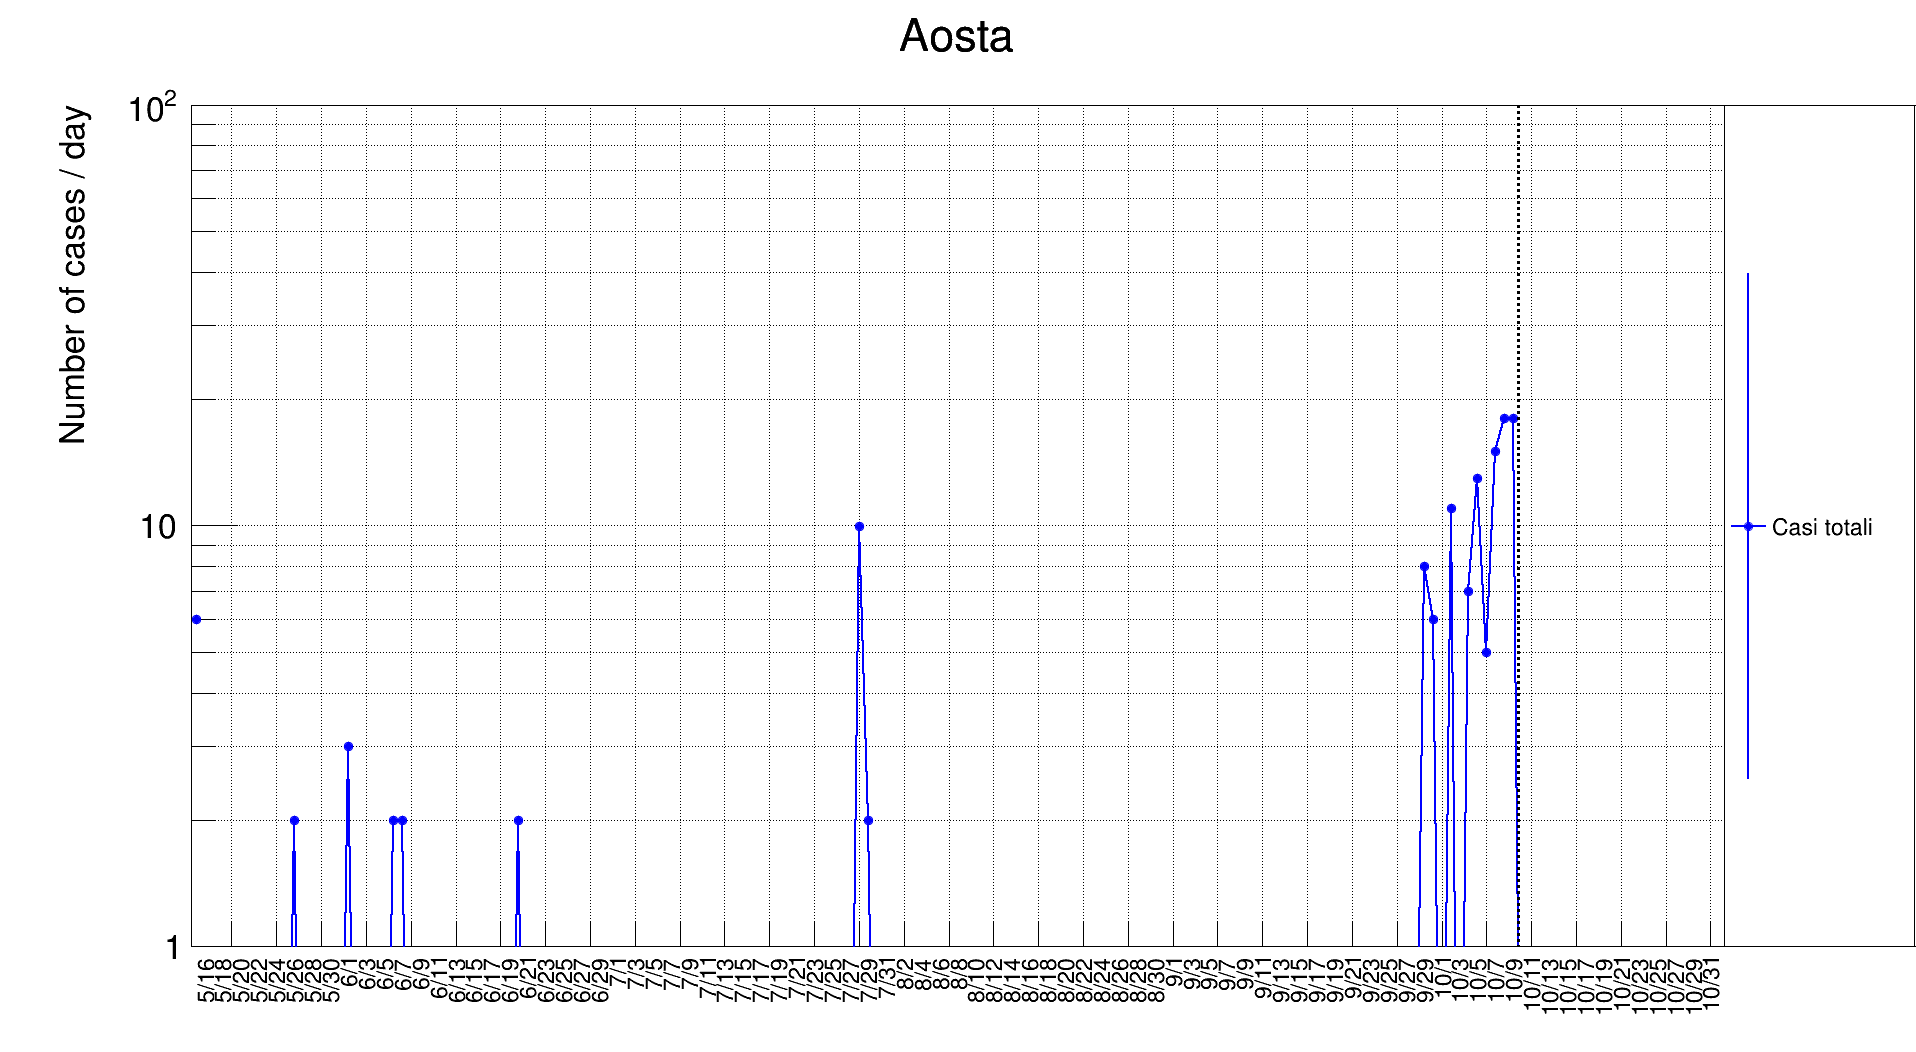 Aosta
Number of cases / day
10²
10
1
5/16 5/18 5/20 5/22 5/24 5/26 5/28 5/30 6/1 6/3 6/5 6/7 6/9 6/11 6/13 6/15 6/17 6/19 6/21 6/23 6/25 6/27 6/29 7/1 7/3 7/5 7/7 7/9 7/11 7/13 7/15 7/17 7/19 7/21 7/23 7/25 7/27 7/29 7/31 8/2 8/4 8/6 8/8 8/10 8/12 8/14 8/16 8/18 8/20 8/22 8/24 8/26 8/28 8/30 9/1 9/3 9/5 9/7 9/9 9/11 9/13 9/15 9/17 9/19 9/21 9/23 9/25 9/27 9/29 10/1 10/3 10/5 10/7 10/9 10/11 10/13 10/15 10/17 10/19 10/21 10/23 10/25 10/27 10/29 10/31
Casi totali